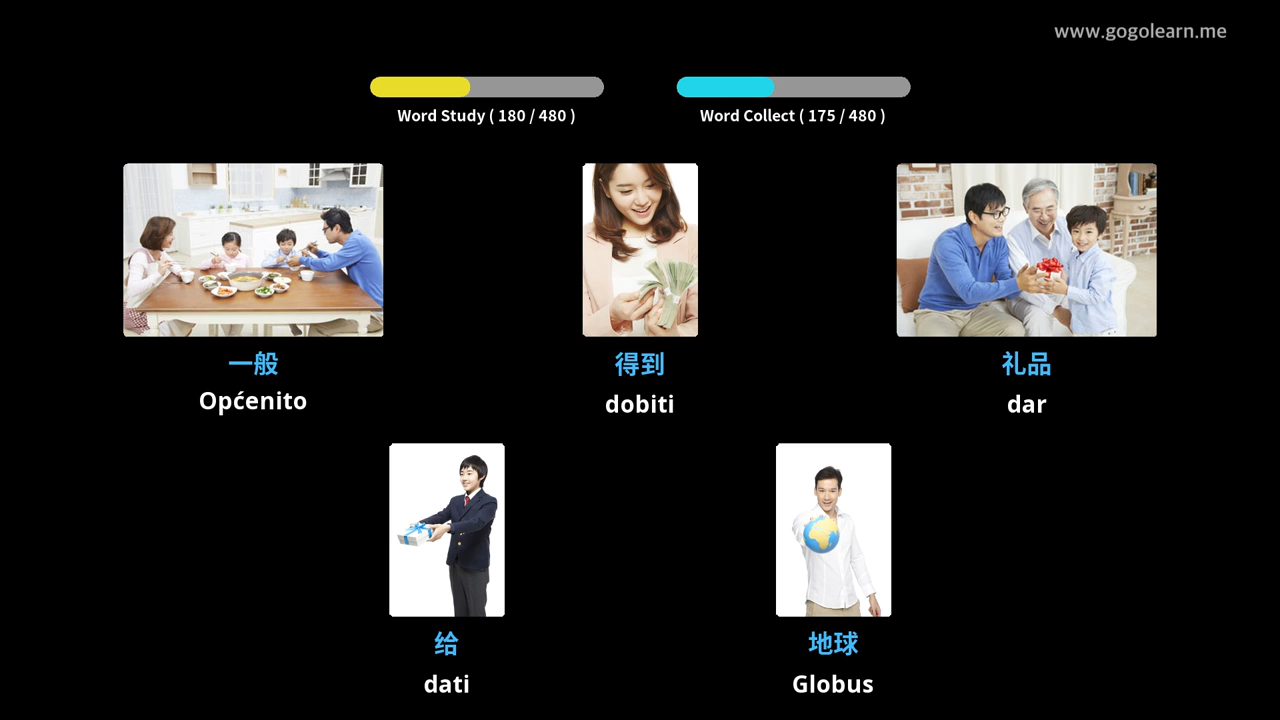 www.gogolearn.me
Word Study ( 180 / 480 )
Word Collect ( 175 / 480 )
一般
Općenito
得到
dobiti
礼品
dar
给
dati
地球
Globus